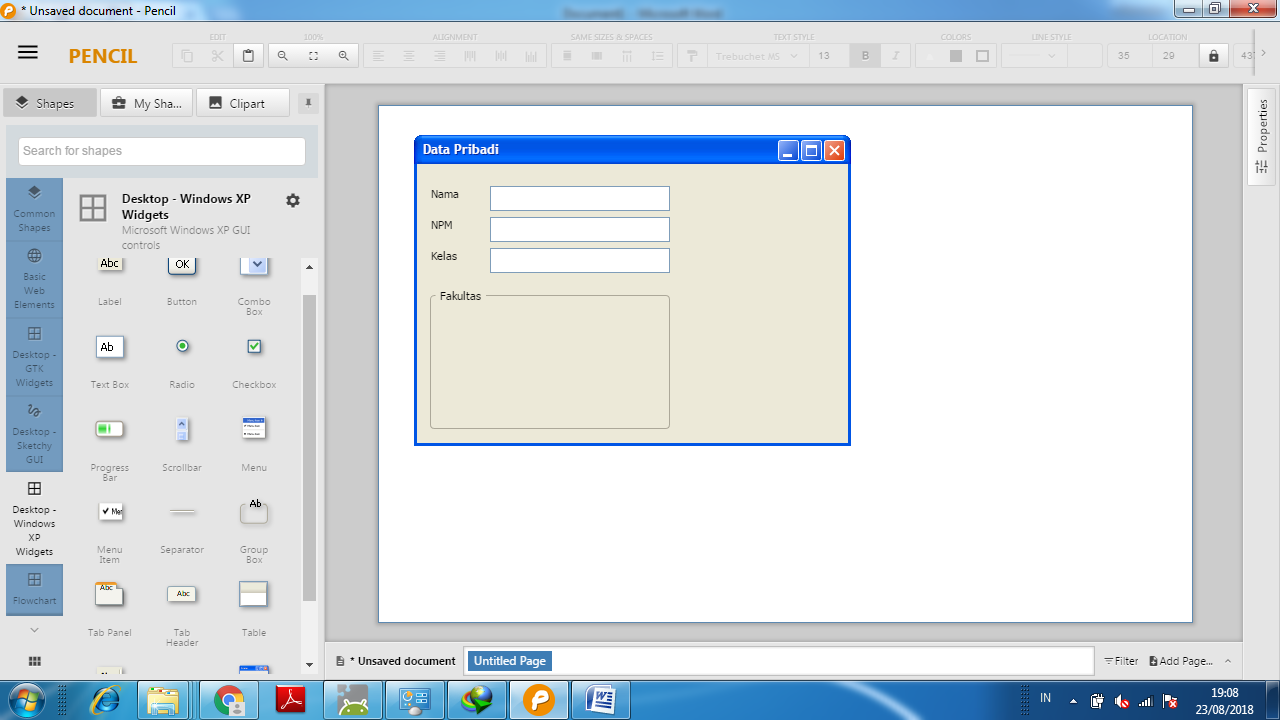 * Unsaved document - Pencil
Document1 - Microsoft Word
PENCIL
EDIT
100%
ALIGNMENT
SAME SIZES & SPACES
TEXT STYLE
COLORS
LINE STYLE
LOCATION
Trebuchet MS
13
B
I
35
29
43
Shapes
My Sha...
Clipart
Search for shapes
Common
Shapes
Basic
Web
Elements
Desktop -
GTK
Widgets
Desktop -
Sketchy
GUI
Desktop -
Windows
XP
Widgets
Flowchart
Desktop - Windows XP
Widgets
Microsoft Windows XP GUI
controls
Abc
OK
Label
Button
Combo
Box
Ab
Text Box
Radio
Checkbox
Progress
Bar
Scrollbar
Menu
Ab
Menu
Item
Separator
Group
Box
Abc
Abc
Tab Panel
Tab
Header
Table
Data Pribadi
Nama
NPM
Kelas
Fakultas
Properties
* Unsaved document
Untitled Page
Filter
Add Page...
IN
19:08
23/08/2018